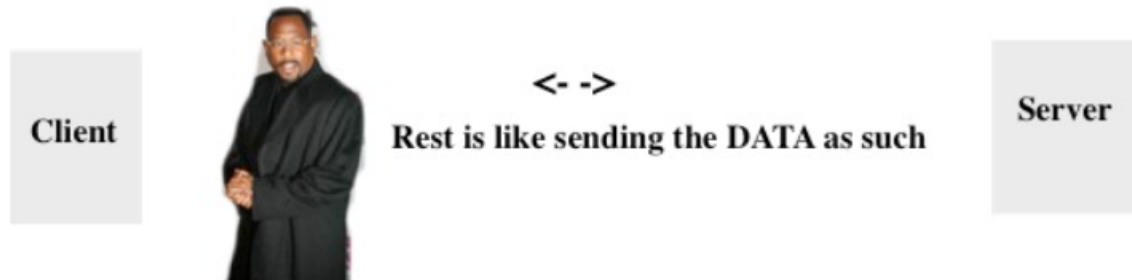 Client
<- ->
Rest is like sending the DATA as such
Server